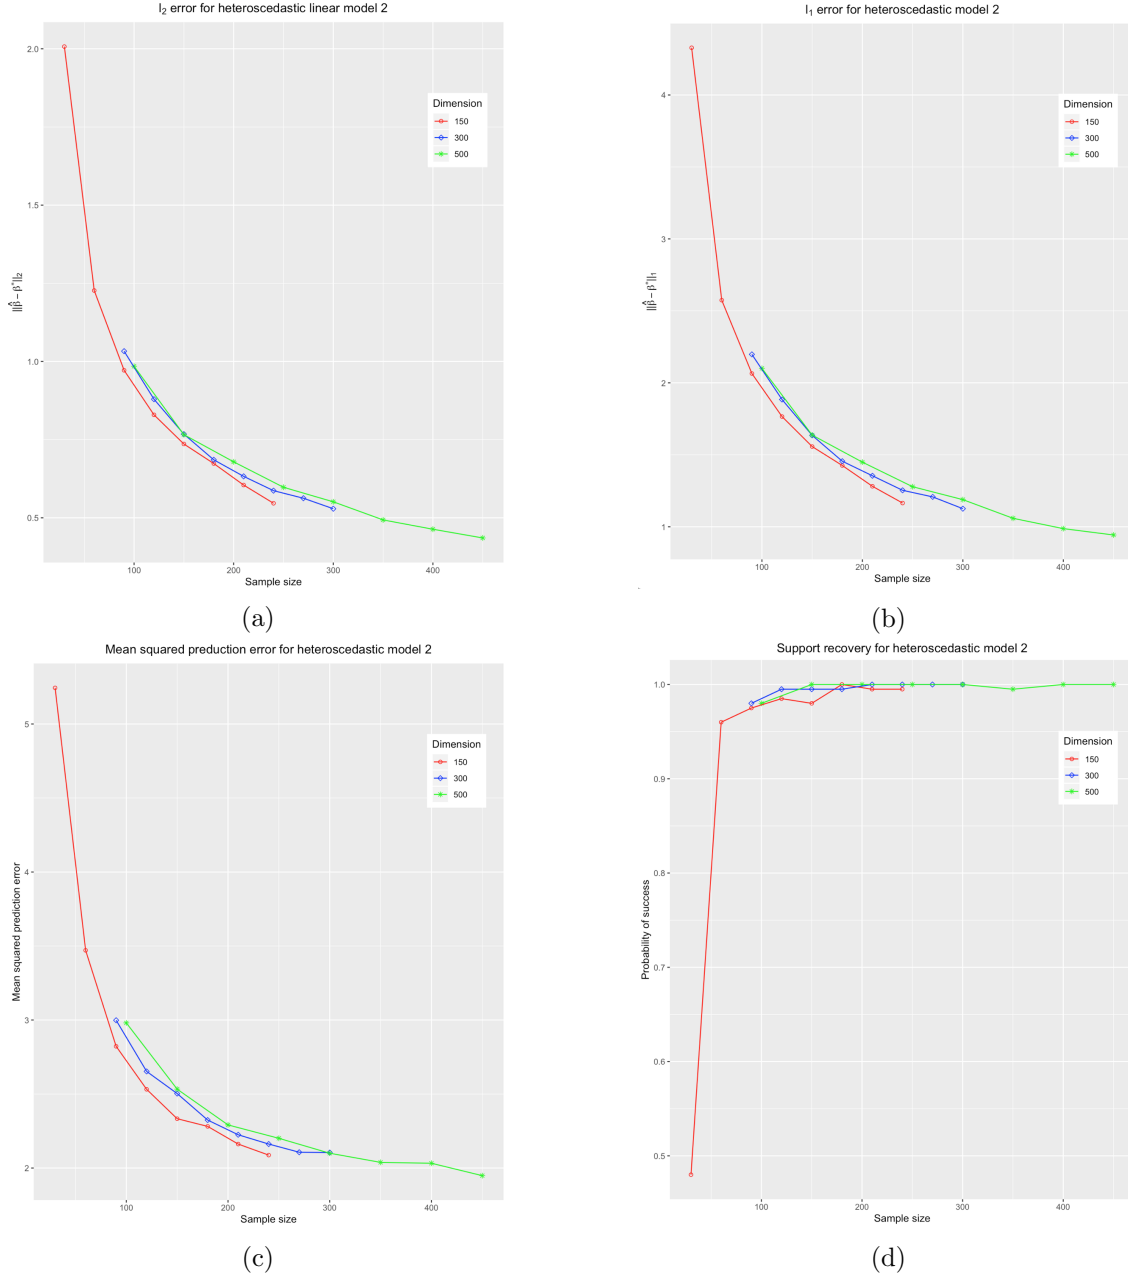 l₂ error for heteroscedastic linear model 2
||β̂ − β*||₂
2.0
1.5
1.0
0.5
Dimension
150
300
500
100
200
300
400
Sample size
(a)
l₁ error for heteroscedastic model 2
||β̂ − β*||₁
4
3
2
1
Dimension
150
300
500
100
200
300
400
Sample size
(b)
Mean squared preduction error for heteroscedastic model 2
Mean squared prediction error
5
4
3
2
Dimension
150
300
500
100
200
300
400
Sample size
(c)
Support recovery for heteroscedastic model 2
Probability of success
1.0
0.9
0.8
0.7
0.6
0.5
Dimension
150
300
500
100
200
300
400
Sample size
(d)